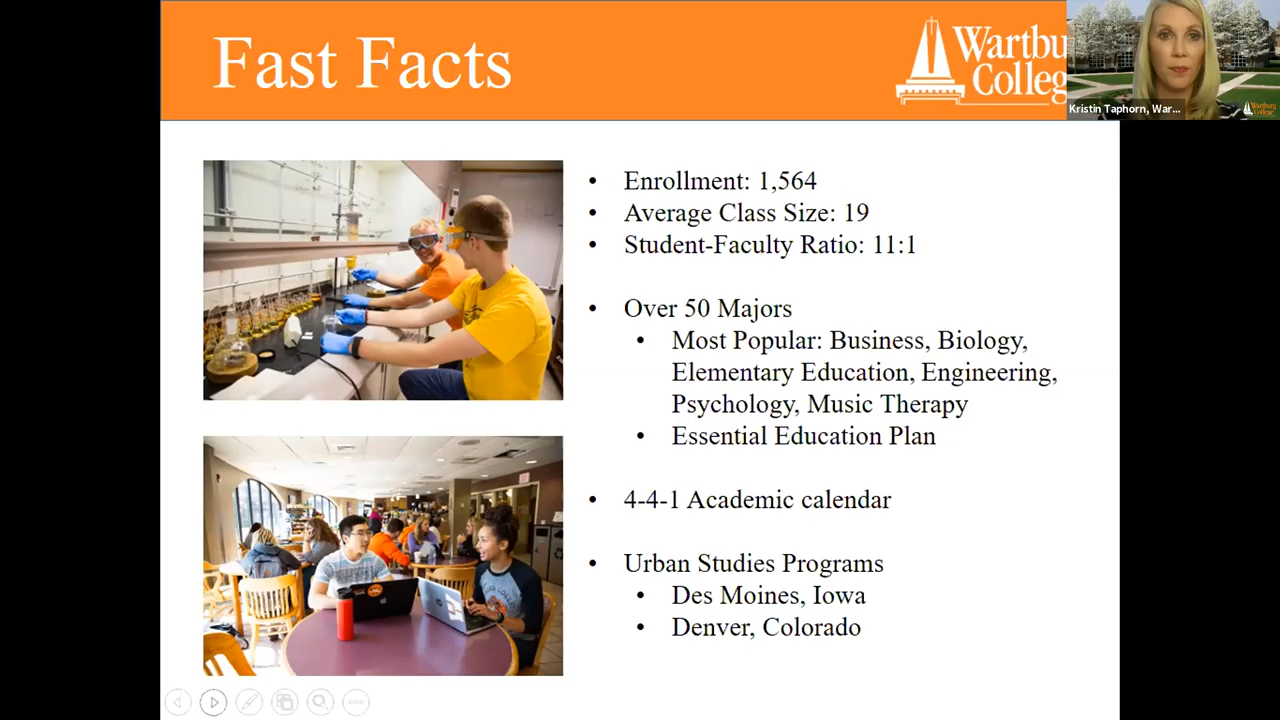 Fast Facts
Wartbu
Colleg
Kristin Taphorn, War...
Wartburg
College
• Enrollment: 1,564
• Average Class Size: 19
• Student-Faculty Ratio: 11:1
• Over 50 Majors
• Most Popular: Business, Biology,
Elementary Education, Engineering,
Psychology, Music Therapy
• Essential Education Plan
• 4-4-1 Academic calendar
• Urban Studies Programs
• Des Moines, Iowa
• Denver, Colorado